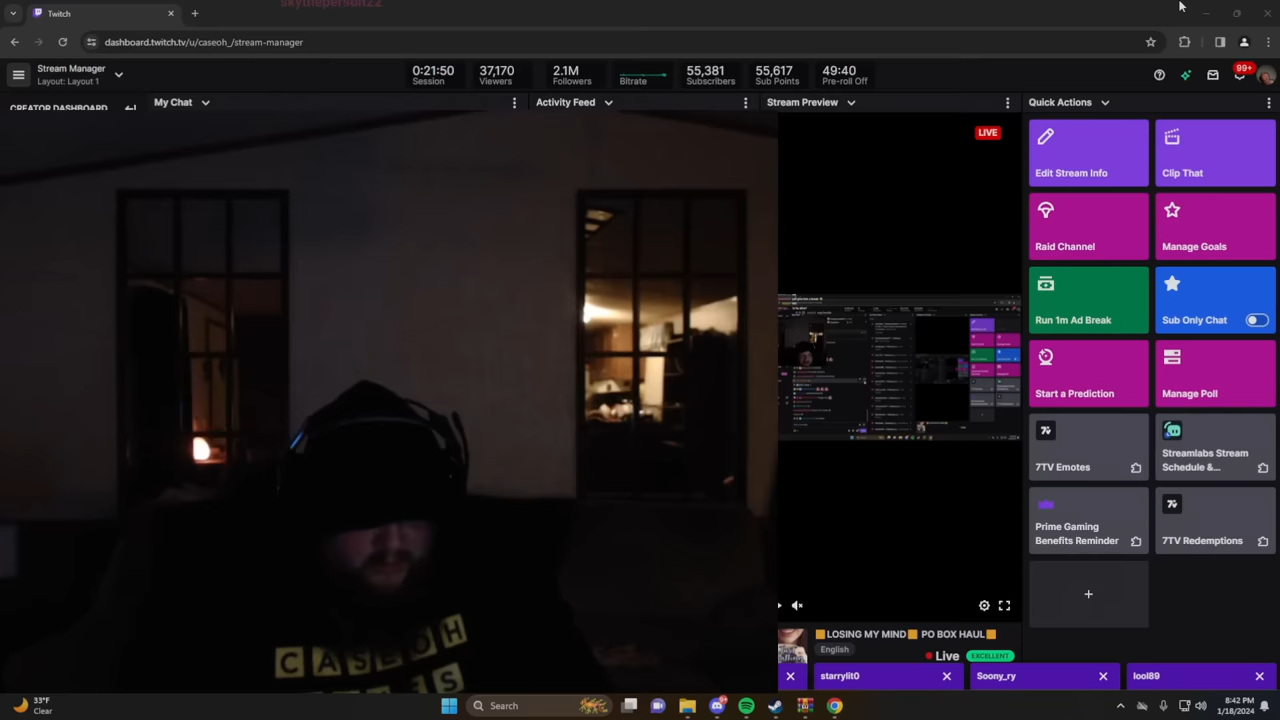 skytheperson22
Twitch
dashboard.twitch.tv/u/caseoh_/stream-manager
Stream Manager
Layout: Layout 1
0:21:50
Session
37,170
Viewers
2.1M
Followers
Bitrate
55,381
Subscribers
55,617
Sub Points
49:40
Pre-roll Off
99+
CREATOR DASHBOARD
My Chat
Activity Feed
Stream Preview
Quick Actions
LIVE
Edit Stream Info
Clip That
Raid Channel
Manage Goals
Run 1m Ad Break
Sub Only Chat
Start a Prediction
Manage Poll
7TV Emotes
Streamlabs Stream
Schedule &...
Prime Gaming
Benefits Reminder
7TV Redemptions
CASEOH
LOSING MY MIND PO BOX HAUL
English
Live
EXCELLENT
starrylit0
Soony_ry
lool89
33°F
Clear
Search
9+
8:42 PM
1/18/2024